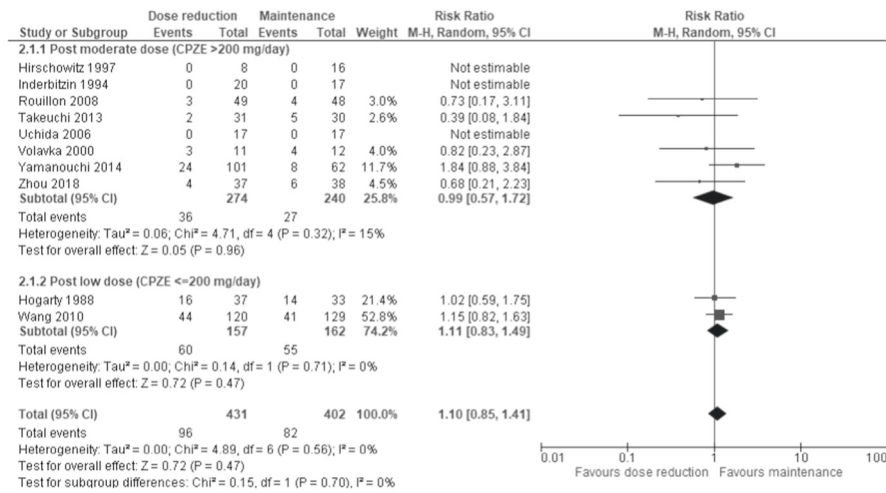 Dose reduction Maintenance Risk Ratio Risk Ratio
Study or Subgroup Events Total Events Total Weight M-H, Random, 95% CI M-H, Random, 95% CI
2.1.1 Post moderate dose (CPZE >200 mg/day)
Hirschowitz 1997 0 8 0 16 Not estimable
Inderbitzin 1994 0 20 0 17 Not estimable
Rouillon 2008 3 49 4 48 3.0% 0.73 [0.17, 3.11]
Takeuchi 2013 2 31 5 30 2.6% 0.39 [0.08, 1.84]
Uchida 2006 0 17 0 17 Not estimable
Volavka 2000 3 11 4 12 4.0% 0.82 [0.23, 2.87]
Yamanouchi 2014 24 101 8 62 11.7% 1.84 [0.88, 3.84]
Zhou 2018 4 37 6 38 4.5% 0.68 [0.21, 2.23]
Subtotal (95% CI) 274 240 25.8% 0.99 [0.57, 1.72]
Total events 36 27
Heterogeneity: Tau² = 0.06; Chi² = 4.71, df = 4 (P = 0.32); I² = 15%
Test for overall effect: Z = 0.05 (P = 0.96)
2.1.2 Post low dose (CPZE <=200 mg/day)
Hogarty 1988 16 37 14 33 21.4% 1.02 [0.59, 1.75]
Wang 2010 44 120 41 129 52.8% 1.15 [0.82, 1.63]
Subtotal (95% CI) 157 162 74.2% 1.11 [0.83, 1.49]
Total events 60 55
Heterogeneity: Tau² = 0.00; Chi² = 0.14, df = 1 (P = 0.71); I² = 0%
Test for overall effect: Z = 0.72 (P = 0.47)
Total (95% CI) 431 402 100.0% 1.10 [0.85, 1.41]
Total events 96 82
Heterogeneity: Tau² = 0.00; Chi² = 4.89, df = 6 (P = 0.56); I² = 0%
Test for overall effect: Z = 0.72 (P = 0.47)
Test for subgroup differences: Chi² = 0.15, df = 1 (P = 0.70), I² = 0%
0.01 0.1 1 10 100
Favours dose reduction Favours maintenance